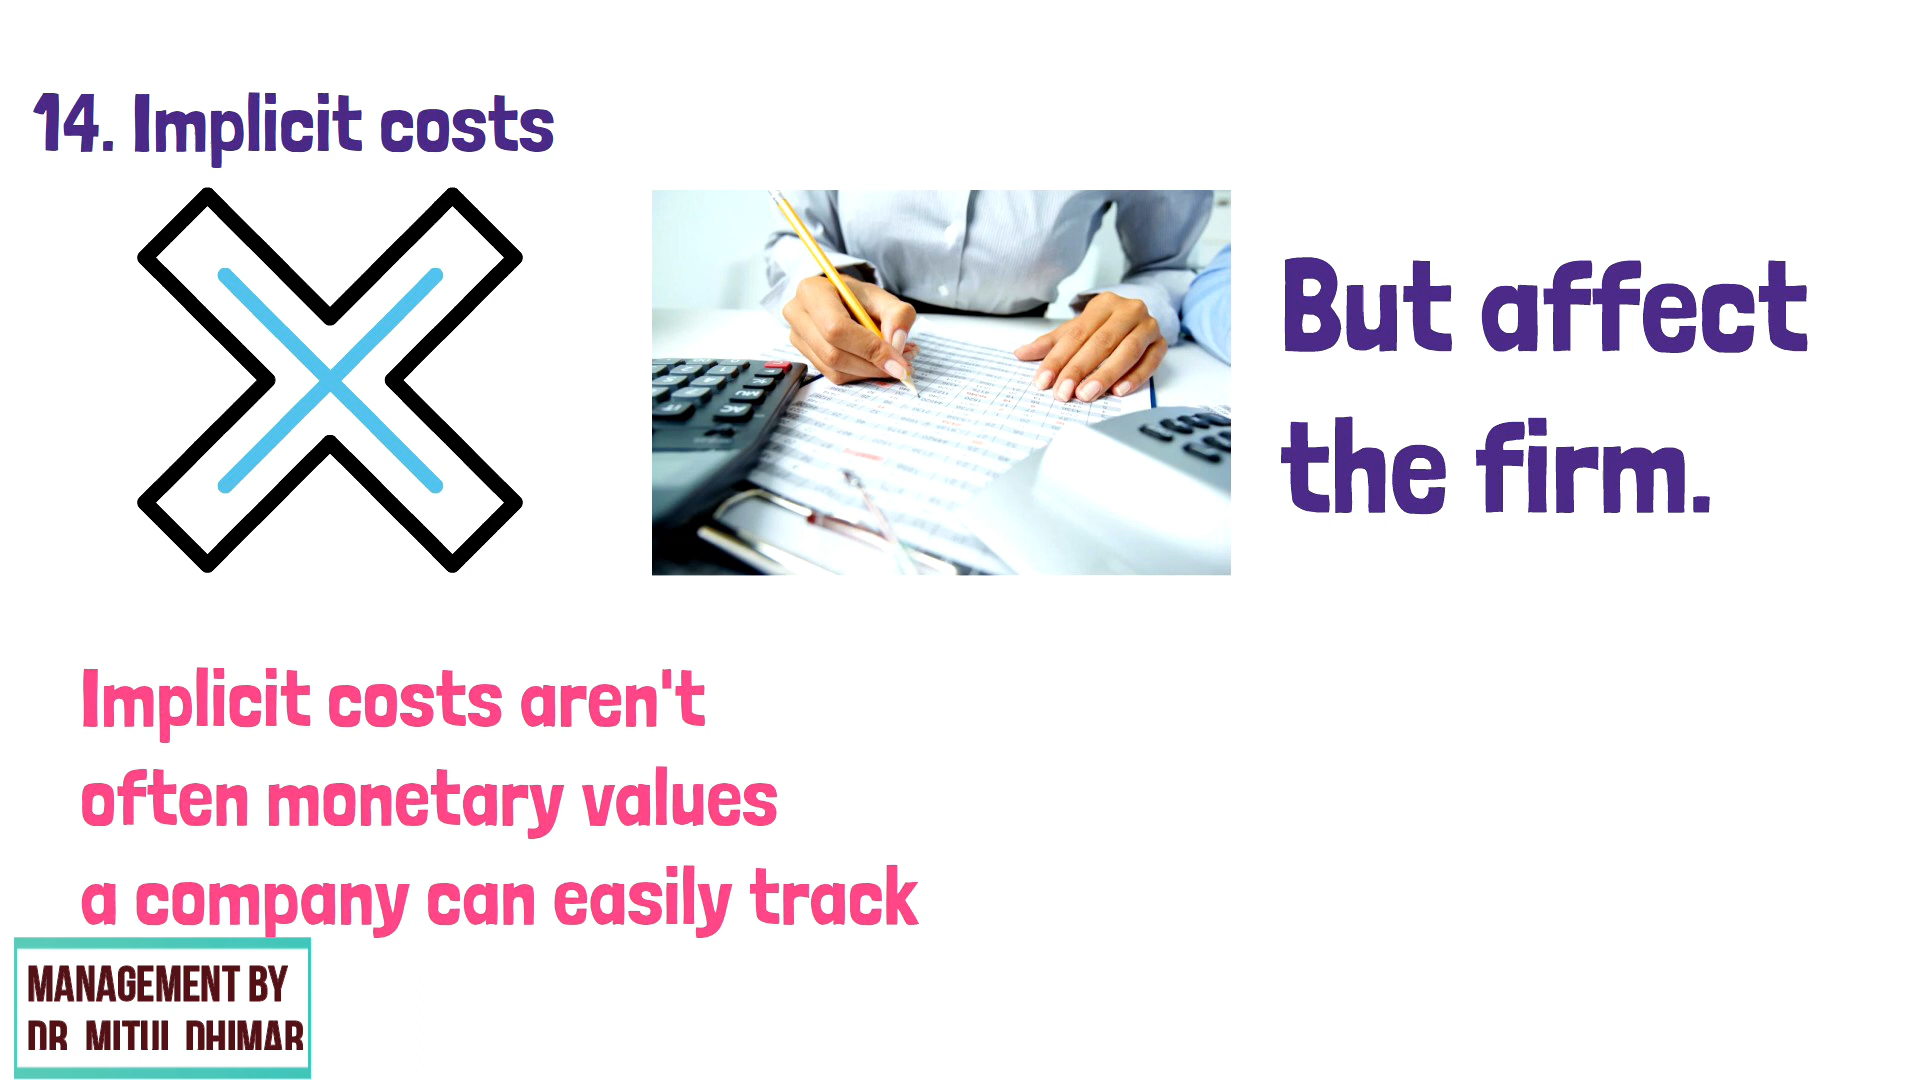 14. Implicit costs
But affect
the firm.
Implicit costs aren't
often monetary values
a company can easily track
MANAGEMENT BY
DR. MITUL DHIMAR